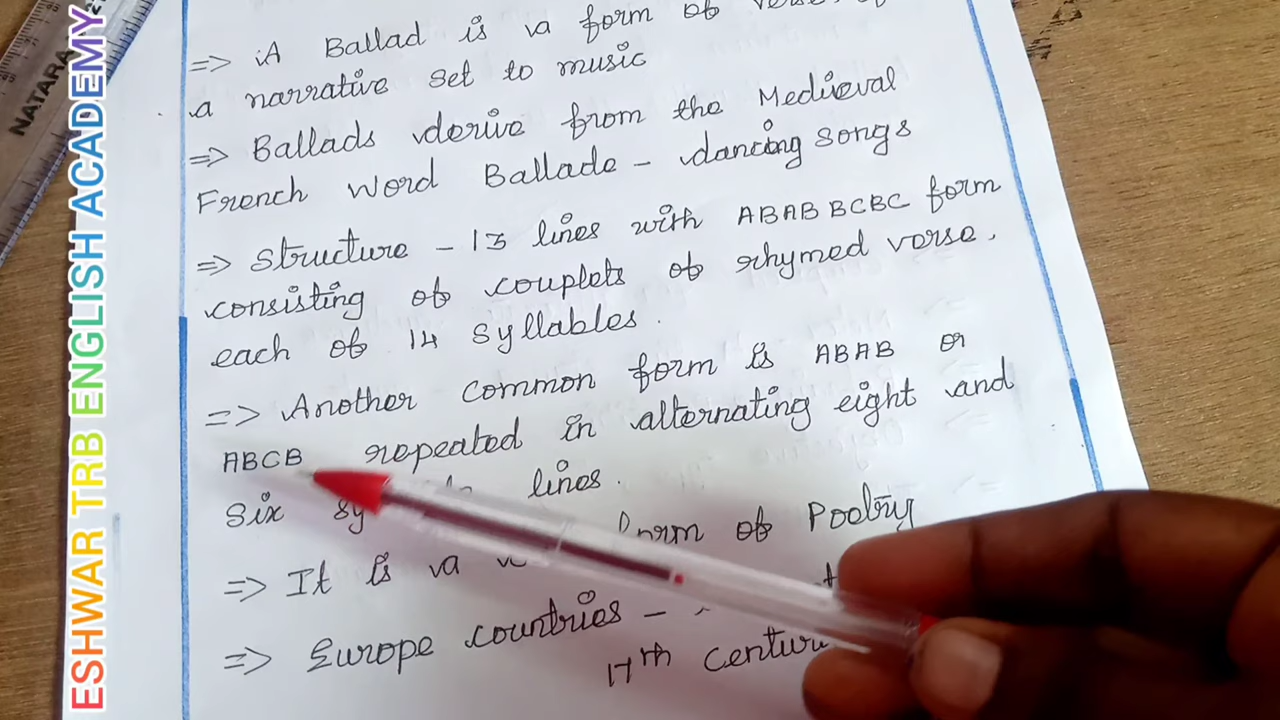 NATARA
ESHWAR TRB ENGLISH ACADEMY
=> A Ballad is a form of
a narrative set to music
=> Ballads derive from the Medieval
French Word Ballade - dancing songs
=> Structure - 13 lines with ABAB BCBC form
consisting of couplets of rhymed verse,
each of 14 syllables.
=> Another common form is ABAB or
ABCB repeated in alternating eight and
Six lines.
=> It is a form of Poetry
=> Europe countries -
17th